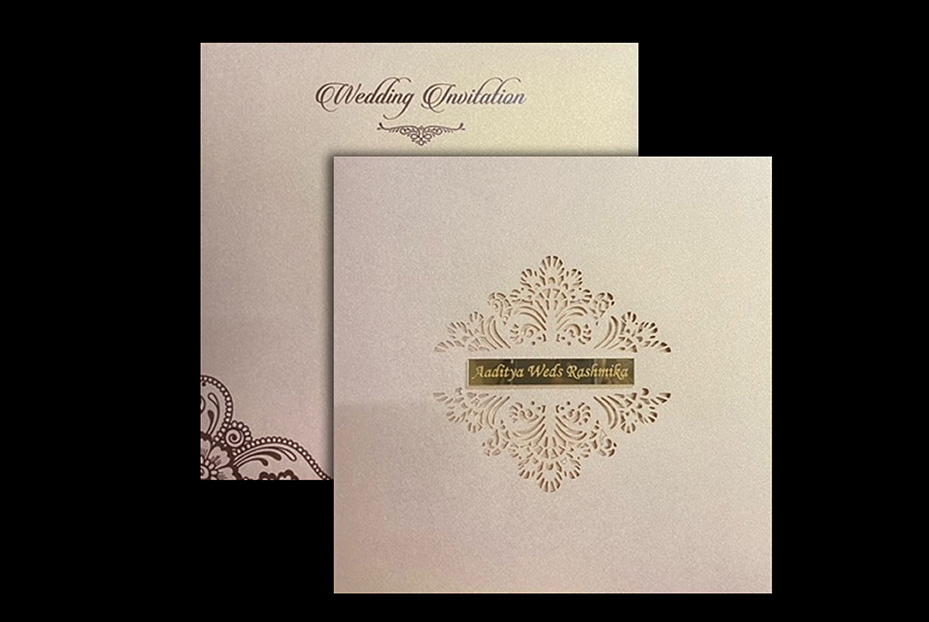 Wedding Invitation
Aaditya Weds Rashmika